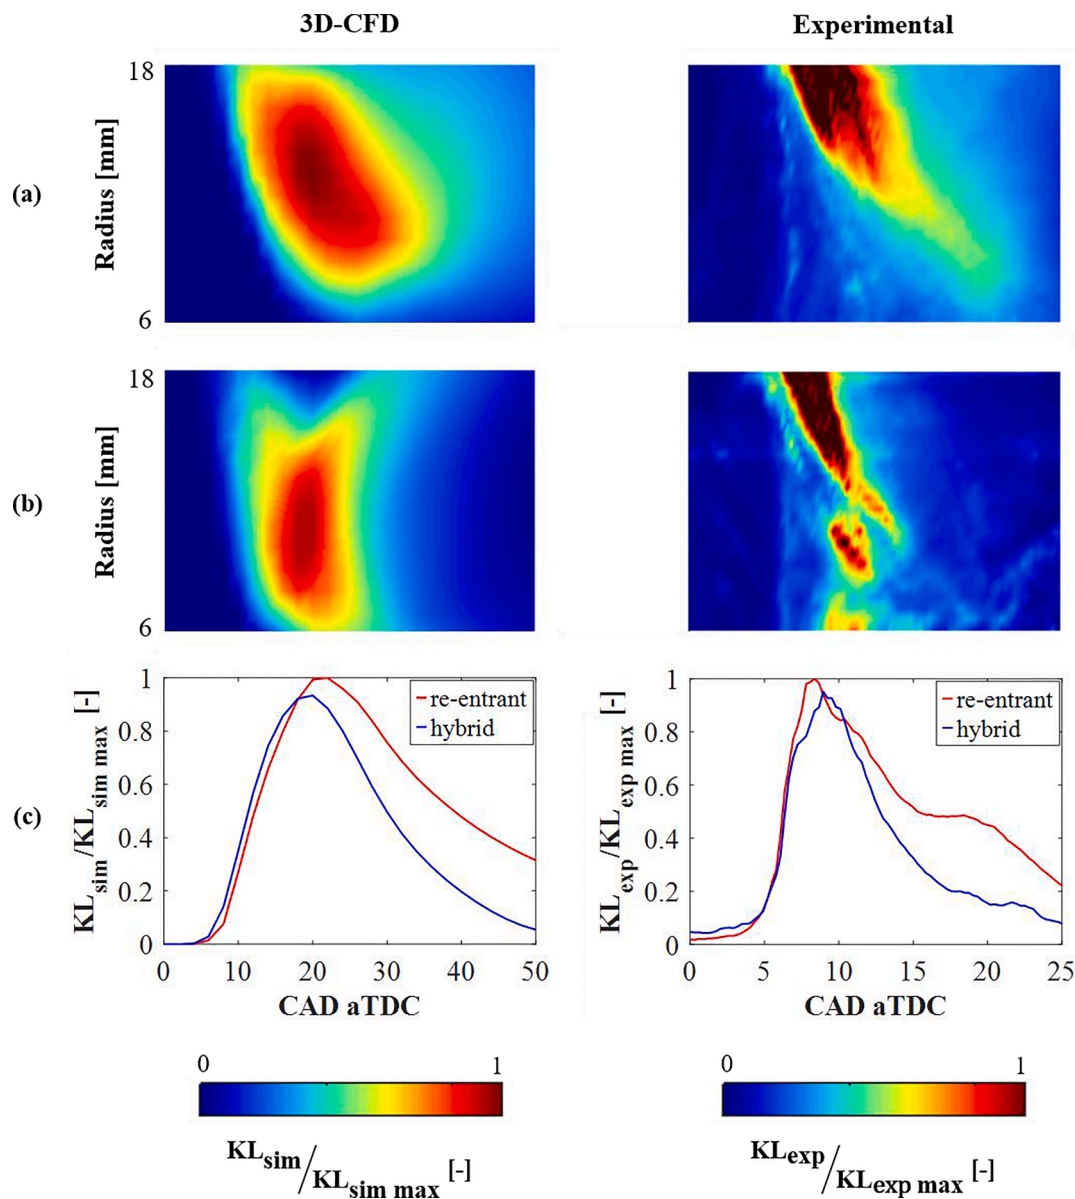 3D-CFD Experimental
18
Radius [mm]
(a)
6
18
Radius [mm]
(b)
6
(c)
KLsim/KLsim max [-]
1
0.8
0.6
0.4
0.2
0
re-entrant
hybrid
0 10 20 30 40 50
CAD aTDC
KLexp/KLexp max [-]
1
0.8
0.6
0.4
0.2
0
re-entrant
hybrid
0 5 10 15 20 25
CAD aTDC
0 1
KLsim/KLsim max [-]
0 1
KLexp/KLexp max [-]